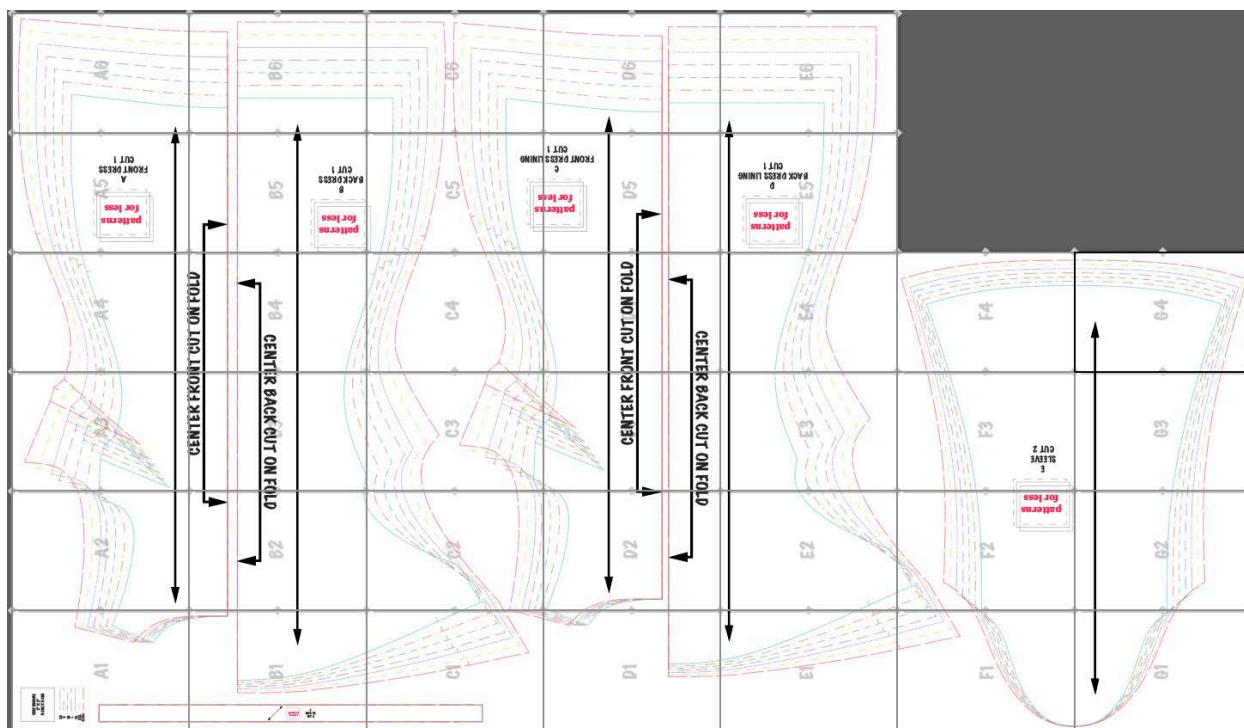 A6
B6
C6
D6
E6
FRONT DRESS
A
CUT 1
patterns
for less
BACK DRESS
B
CUT 1
patterns
for less
FRONT DRESS LINING
C
CUT 1
patterns
for less
BACK DRESS LINING
D
CUT 1
patterns
for less
A5
B5
C5
D5
E5
CENTER FRONT CUT ON FOLD
CENTER BACK CUT ON FOLD
CENTER FRONT CUT ON FOLD
CENTER BACK CUT ON FOLD
A4
B4
C4
D4
E4
F4
G4
A3
B3
C3
D3
E3
F3
G3
SLEEVE
E
CUT 2
patterns
for less
A2
B2
C2
D2
E2
F2
G2
A1
B1
C1
D1
E1
F1
G1